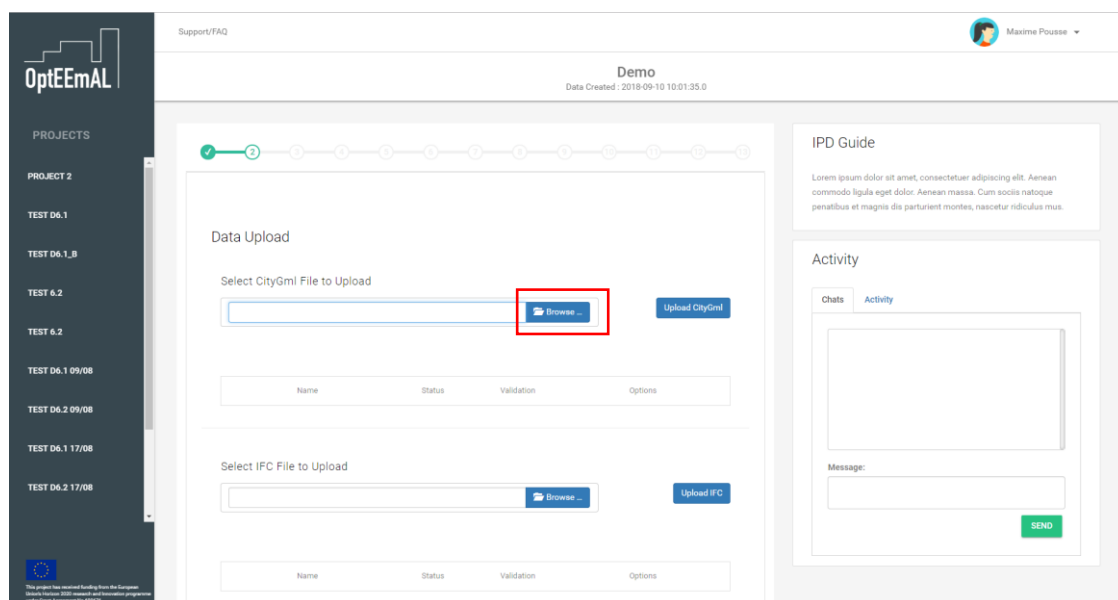 OptEEmAL
PROJECTS
PROJECT 2
TEST D6.1
TEST D6.1_B
TEST 6.2
TEST 6.2
TEST D6.1 09/08
TEST D6.2 09/08
TEST D6.1 17/08
TEST D6.2 17/08
This project has received funding from the European
Union's Horizon 2020 research and innovation programme
Support/FAQ
Maxime Pousse
Demo
Data Created : 2018-09-10 10:01:35.0
2 3 4 5 6 7 8 9 10 11 12 13
Data Upload
Select CityGml File to Upload
Browse ...
Upload CityGml
Name Status Validation Options
Select IFC File to Upload
Browse ...
Upload IFC
Name Status Validation Options
IPD Guide
Lorem ipsum dolor sit amet, consectetuer adipiscing elit. Aenean
commodo ligula eget dolor. Aenean massa. Cum sociis natoque
penatibus et magnis dis parturient montes, nascetur ridiculus mus.
Activity
Chats Activity
Message:
SEND